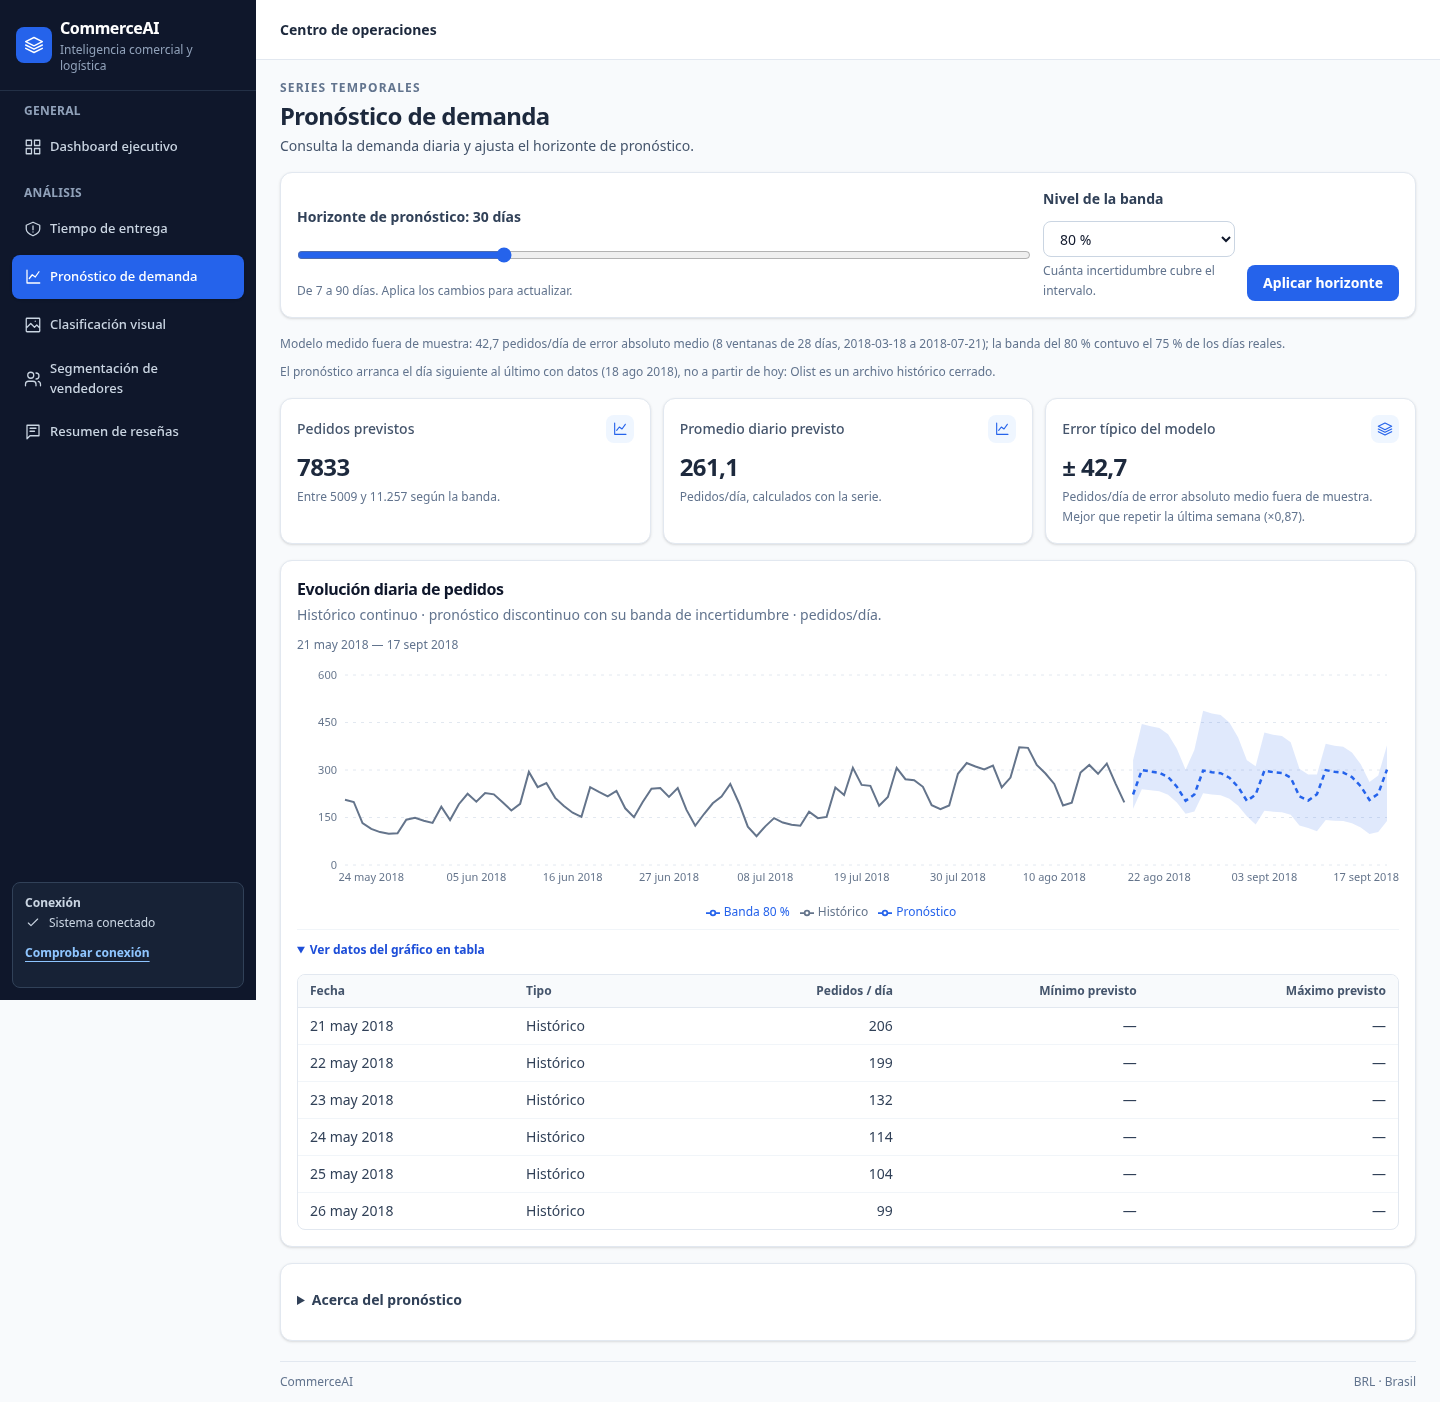 CommerceAI
Inteligencia comercial y
logística
GENERAL
Dashboard ejecutivo
ANÁLISIS
Tiempo de entrega
Pronóstico de demanda
Clasificación visual
Segmentación de
vendedores
Resumen de reseñas
Conexión
Sistema conectado
Comprobar conexión
Centro de operaciones
SERIES TEMPORALES
Pronóstico de demanda
Consulta la demanda diaria y ajusta el horizonte de pronóstico.
Horizonte de pronóstico: 30 días
De 7 a 90 días. Aplica los cambios para actualizar.
Nivel de la banda
80 %
Cuánta incertidumbre cubre el
intervalo.
Aplicar horizonte
Modelo medido fuera de muestra: 42,7 pedidos/día de error absoluto medio (8 ventanas de 28 días, 2018-03-18 a 2018-07-21); la banda del 80 % contuvo el 75 % de los días reales.
El pronóstico arranca el día siguiente al último con datos (18 ago 2018), no a partir de hoy: Olist es un archivo histórico cerrado.
Pedidos previstos
7833
Entre 5009 y 11.257 según la banda.
Promedio diario previsto
261,1
Pedidos/día, calculados con la serie.
Error típico del modelo
± 42,7
Pedidos/día de error absoluto medio fuera de muestra.
Mejor que repetir la última semana (×0,87).
Evolución diaria de pedidos
Histórico continuo · pronóstico discontinuo con su banda de incertidumbre · pedidos/día.
21 may 2018 — 17 sept 2018
600
450
300
150
0
24 may 2018 05 jun 2018 16 jun 2018 27 jun 2018 08 jul 2018 19 jul 2018 30 jul 2018 10 ago 2018 22 ago 2018 03 sept 2018 17 sept 2018
Banda 80 % Histórico Pronóstico
Ver datos del gráfico en tabla
Fecha Tipo Pedidos / día Mínimo previsto Máximo previsto
21 may 2018 Histórico 206 — —
22 may 2018 Histórico 199 — —
23 may 2018 Histórico 132 — —
24 may 2018 Histórico 114 — —
25 may 2018 Histórico 104 — —
26 may 2018 Histórico 99 — —
Acerca del pronóstico
CommerceAI
BRL · Brasil